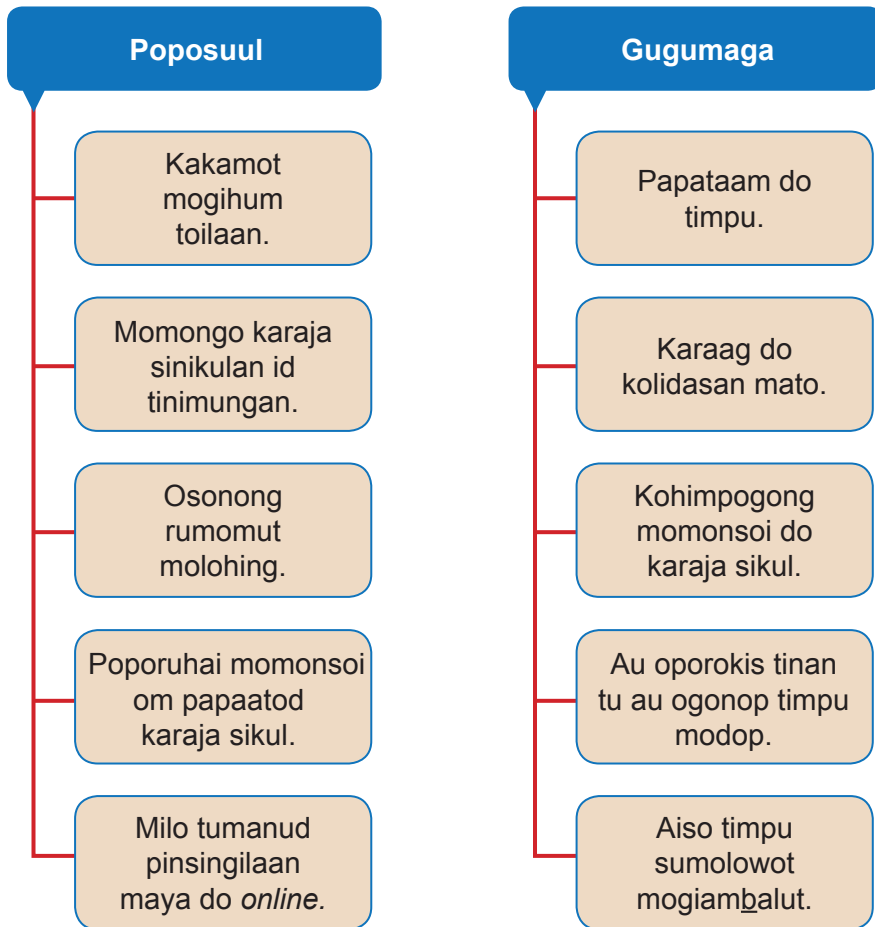 Poposuul
Kakamot
mogihum
toilaan.
Momongo karaja
sinikulan id
tinimungan.
Osonong
rumomut
molohing.
Poporuhai momonsoi
om papaatod
karaja sikul.
Milo tumanud
pinsingilaan
maya do online.
Gugumaga
Papataam do
timpu.
Karaag do
kolidasan mato.
Kohimpogong
momonsoi do
karaja sikul.
Au oporokis tinan
tu au ogonop timpu
modop.
Aiso timpu
sumolowot
mogiambalut.